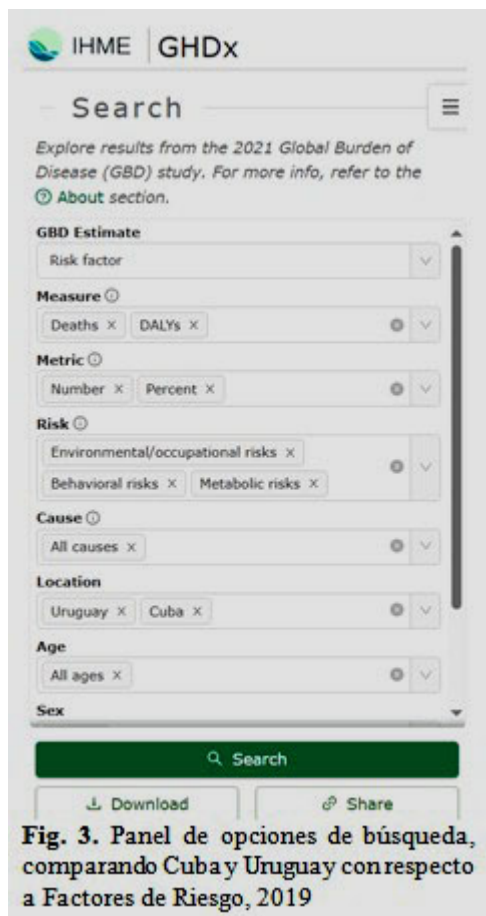 IHME GHDx
Search
Explore results from the 2021 Global Burden of
Disease (GBD) study. For more info, refer to the
About section.
GBD Estimate
Risk factor
Measure
Deaths × DALYs ×
Metric
Number × Percent ×
Risk
Environmental/occupational risks ×
Behavioral risks × Metabolic risks ×
Cause
All causes ×
Location
Uruguay × Cuba ×
Age
All ages ×
Sex
Search
Download Share
Fig. 3. Panel de opciones de búsqueda,
comparando Cuba y Uruguay con respecto
a Factores de Riesgo, 2019